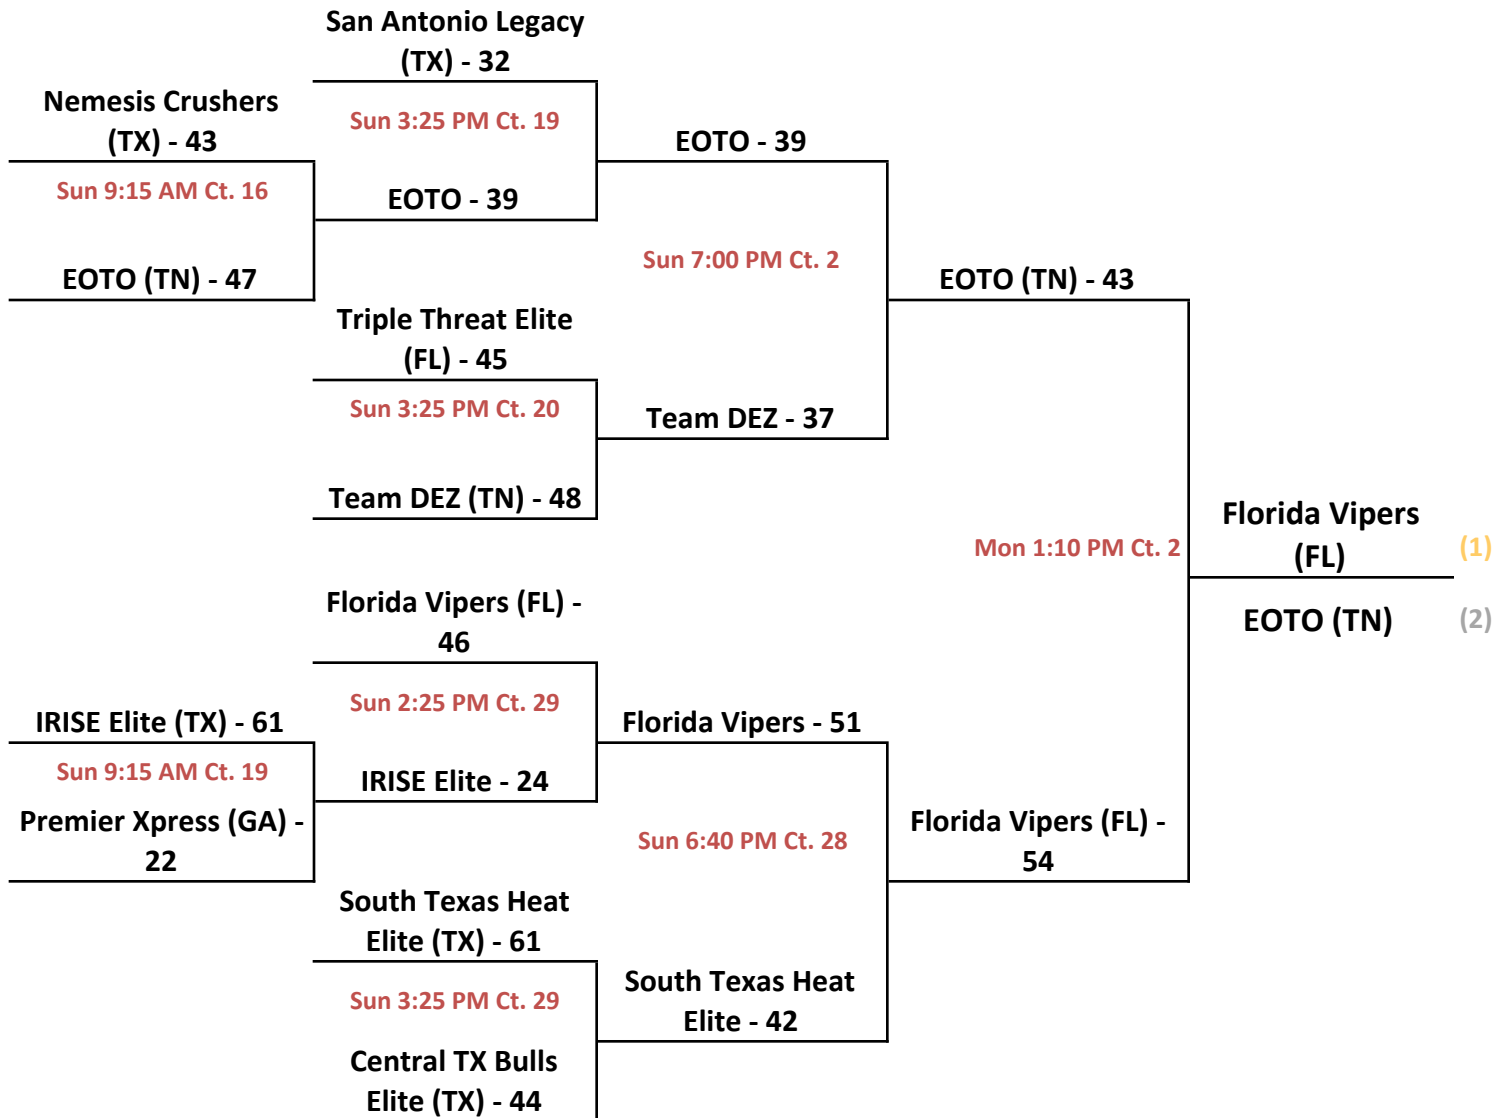 San Antonio Legacy
(TX) - 32
Nemesis Crushers
(TX) - 43
Sun 3:25 PM Ct. 19
EOTO - 39
Sun 9:15 AM Ct. 16
EOTO - 39
Sun 7:00 PM Ct. 2
EOTO (TN) - 47
EOTO (TN) - 43
Triple Threat Elite
(FL) - 45
Sun 3:25 PM Ct. 20
Team DEZ - 37
Team DEZ (TN) - 48
Florida Vipers
(FL)
(1)
Mon 1:10 PM Ct. 2
EOTO (TN)
(2)
Florida Vipers (FL) -
46
Sun 2:25 PM Ct. 29
IRISE Elite (TX) - 61
Florida Vipers - 51
Sun 9:15 AM Ct. 19
IRISE Elite - 24
Premier Xpress (GA) -
22
Sun 6:40 PM Ct. 28
Florida Vipers (FL) -
54
South Texas Heat
Elite (TX) - 61
Sun 3:25 PM Ct. 29
South Texas Heat
Elite - 42
Central TX Bulls
Elite (TX) - 44